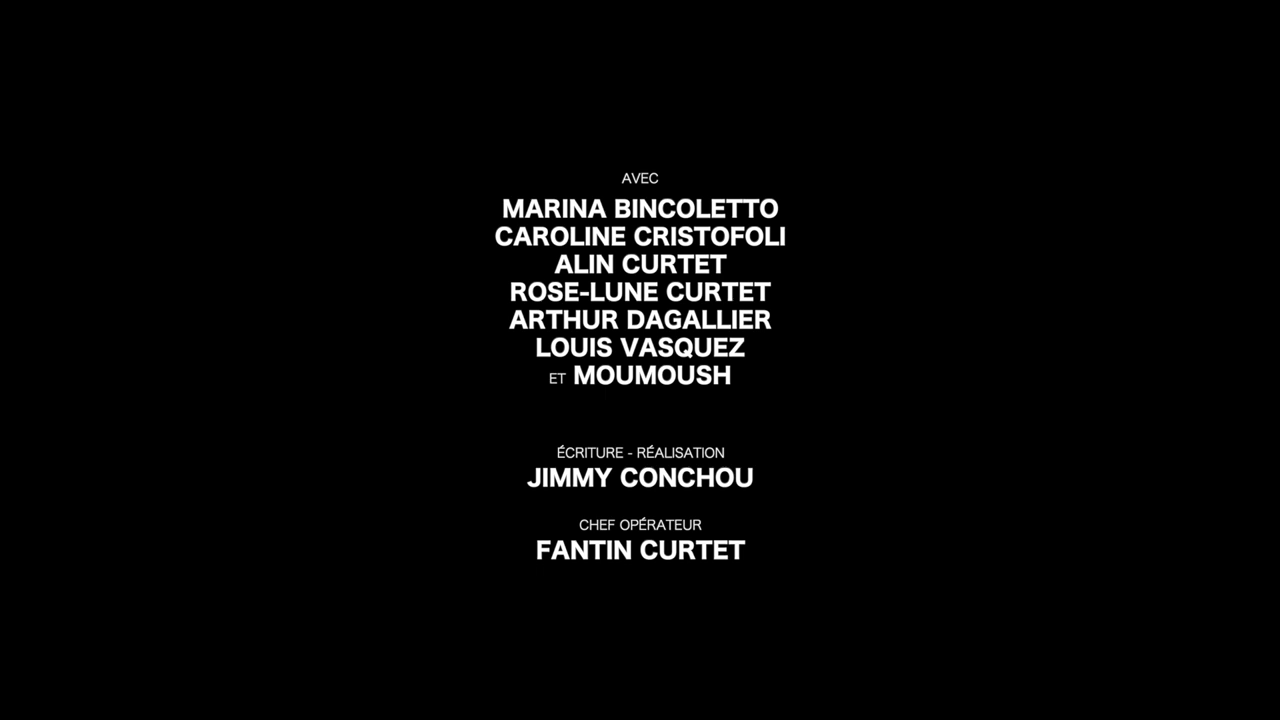 AVEC
MARINA BINCOLETTO
CAROLINE CRISTOFOLI
ALIN CURTET
ROSE-LUNE CURTET
ARTHUR DAGALLIER
LOUIS VASQUEZ
ET MOUMOUSH
ÉCRITURE - RÉALISATION
JIMMY CONCHOU
CHEF OPÉRATEUR
FANTIN CURTET